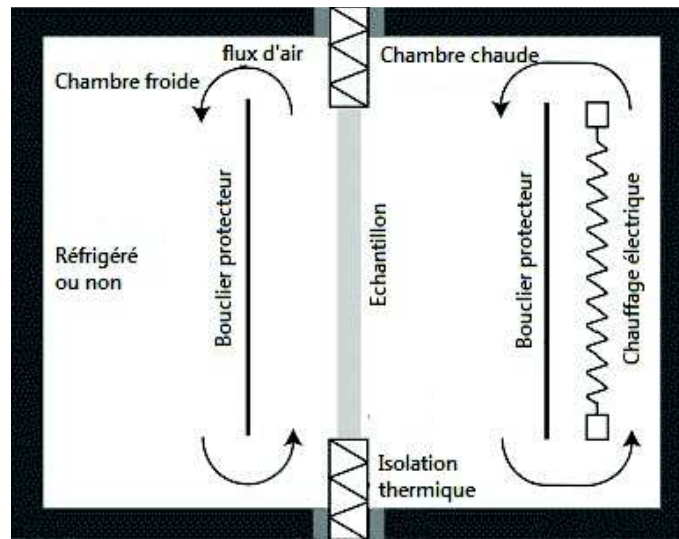 flux d'air
Chambre chaude
Chambre froide
Réfrigéré
ou non
Bouclier protecteur
Echantillon
Bouclier protecteur
Chauffage électrique
Isolation
thermique